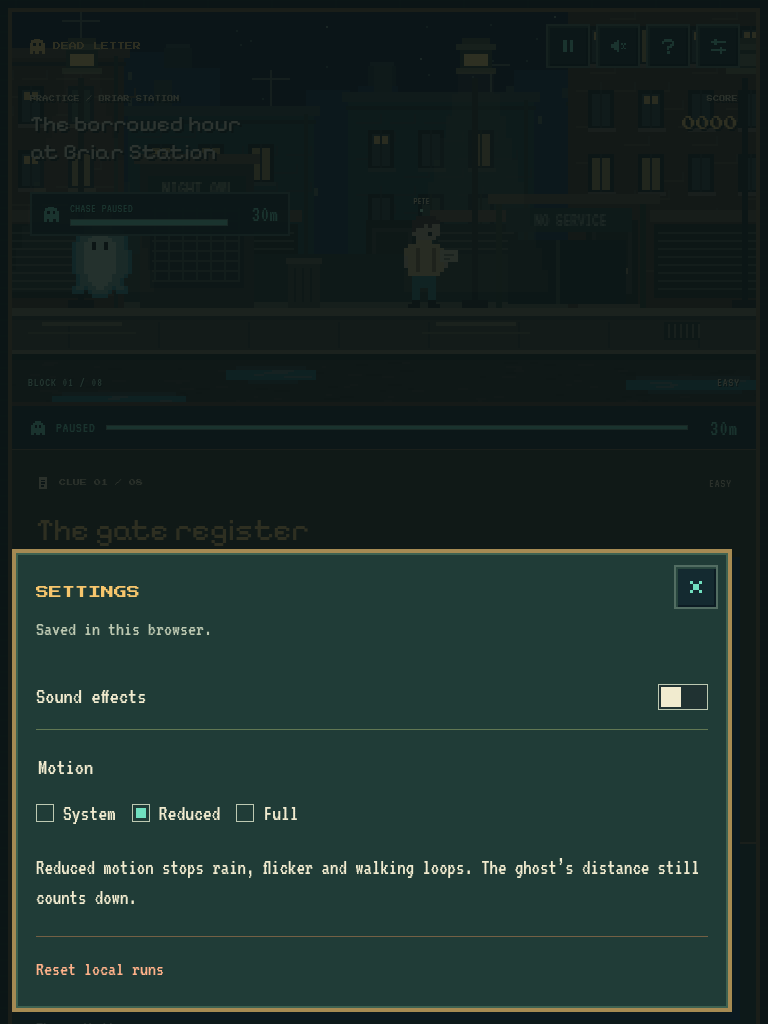 DEAD LETTER
PRACTICE / BRIAR STATION
The borrowed hour
at Briar Station
SCORE
0000
NIGHT OWL
CHASE PAUSED
30m
PETE
NO SERVICE
BLOCK 01 / 08
EASY
PAUSED
30m
CLUE 01 / 08
EASY
The gate register
SETTINGS
Saved in this browser.
Sound effects
Motion
System
Reduced
Full
Reduced motion stops rain, flicker and walking loops. The ghost's distance still
counts down.
Reset local runs